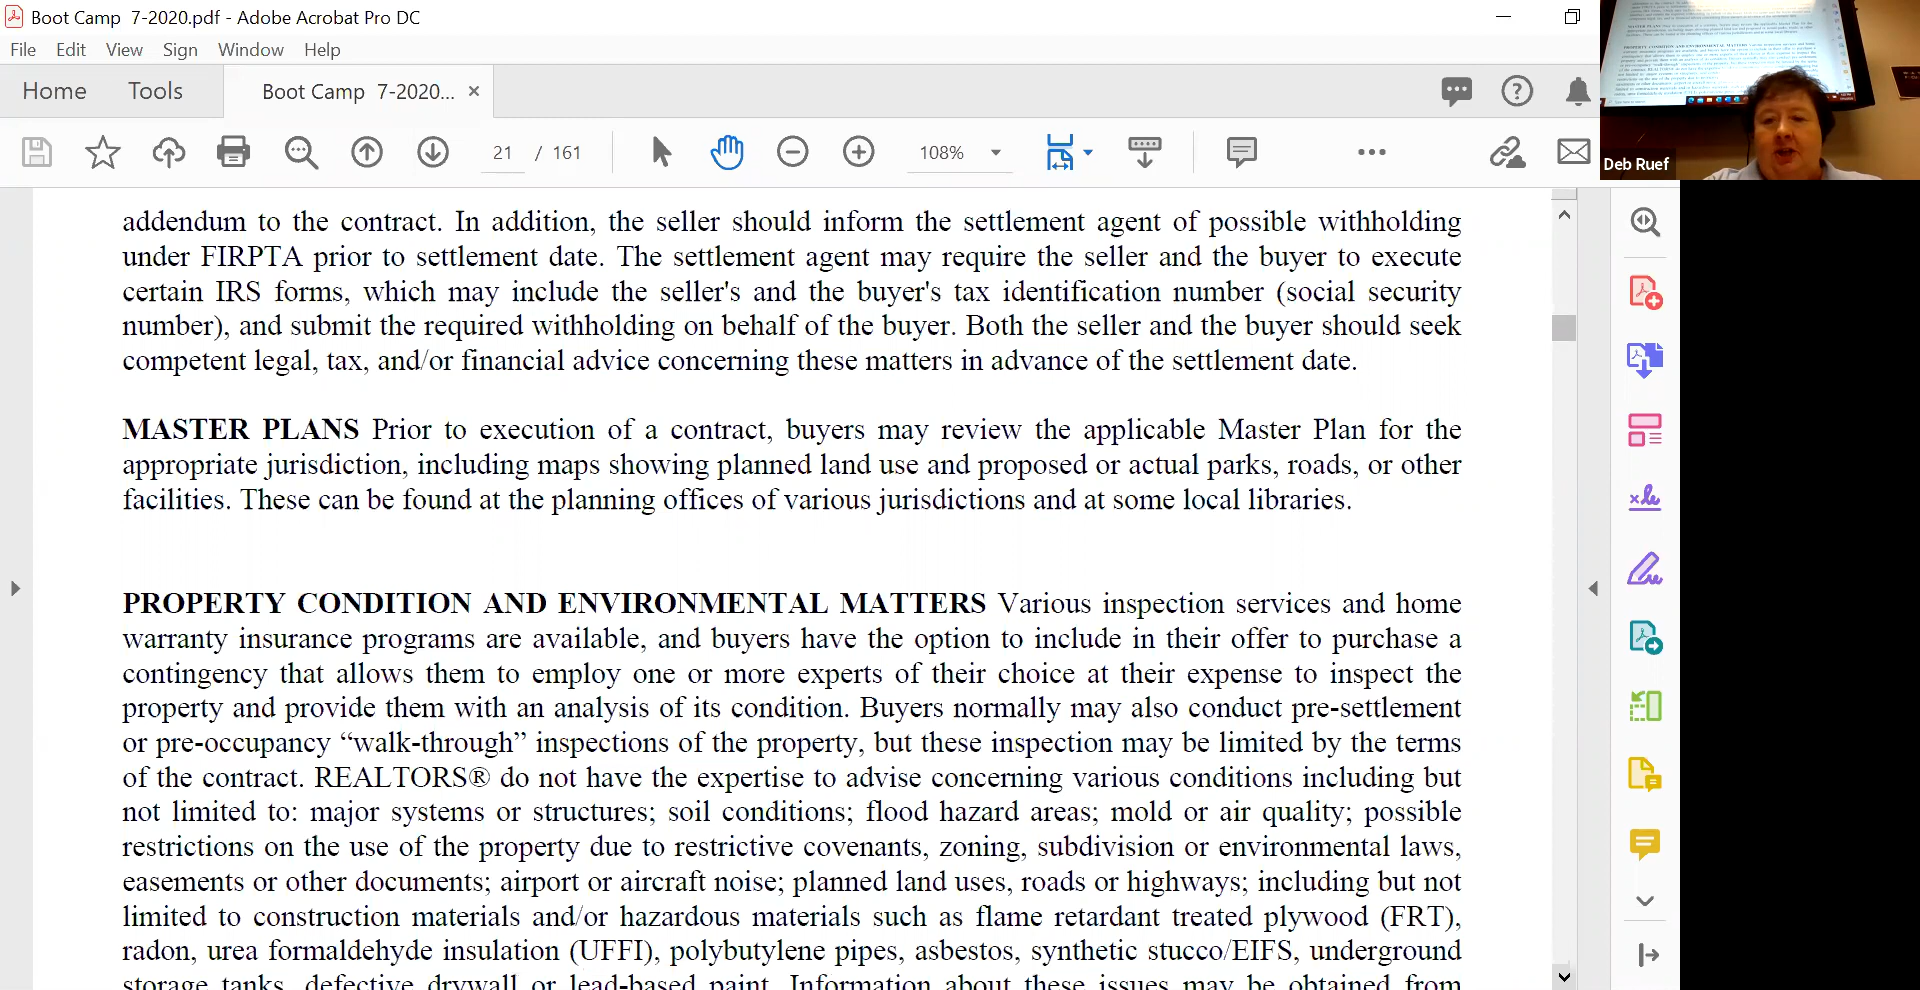 Boot Camp 7-2020.pdf - Adobe Acrobat Pro DC
File Edit View Sign Window Help
Home Tools Boot Camp 7-2020... ×
21 / 161 108%
Deb Ruef
addendum to the contract. In addition, the seller should inform the settlement agent of possible withholding
under FIRPTA prior to settlement date. The settlement agent may require the seller and the buyer to execute
certain IRS forms, which may include the seller's and the buyer's tax identification number (social security
number), and submit the required withholding on behalf of the buyer. Both the seller and the buyer should seek
competent legal, tax, and/or financial advice concerning these matters in advance of the settlement date.
MASTER PLANS Prior to execution of a contract, buyers may review the applicable Master Plan for the
appropriate jurisdiction, including maps showing planned land use and proposed or actual parks, roads, or other
facilities. These can be found at the planning offices of various jurisdictions and at some local libraries.
PROPERTY CONDITION AND ENVIRONMENTAL MATTERS Various inspection services and home
warranty insurance programs are available, and buyers have the option to include in their offer to purchase a
contingency that allows them to employ one or more experts of their choice at their expense to inspect the
property and provide them with an analysis of its condition. Buyers normally may also conduct pre-settlement
or pre-occupancy “walk-through” inspections of the property, but these inspection may be limited by the terms
of the contract. REALTORS® do not have the expertise to advise concerning various conditions including but
not limited to: major systems or structures; soil conditions; flood hazard areas; mold or air quality; possible
restrictions on the use of the property due to restrictive covenants, zoning, subdivision or environmental laws,
easements or other documents; airport or aircraft noise; planned land uses, roads or highways; including but not
limited to construction materials and/or hazardous materials such as flame retardant treated plywood (FRT),
radon, urea formaldehyde insulation (UFFI), polybutylene pipes, asbestos, synthetic stucco/EIFS, underground
storage tanks, defective drywall or lead-based paint. Information about these issues may be obtained from